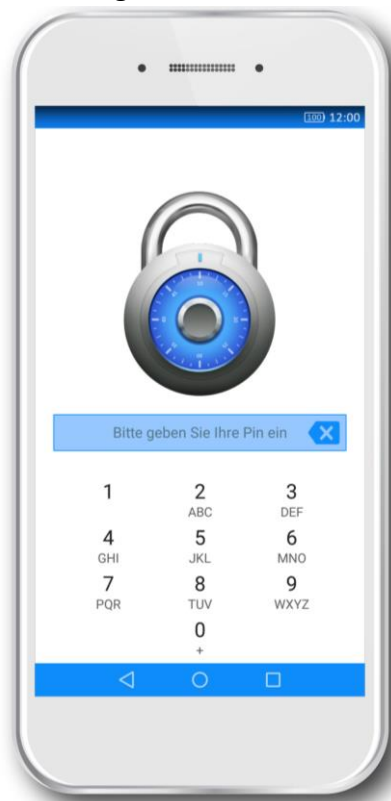 100 12:00
Bitte geben Sie Ihre Pin ein
1 2 3
ABC DEF
4 5 6
GHI JKL MNO
7 8 9
PQR TUV WXYZ
0
+